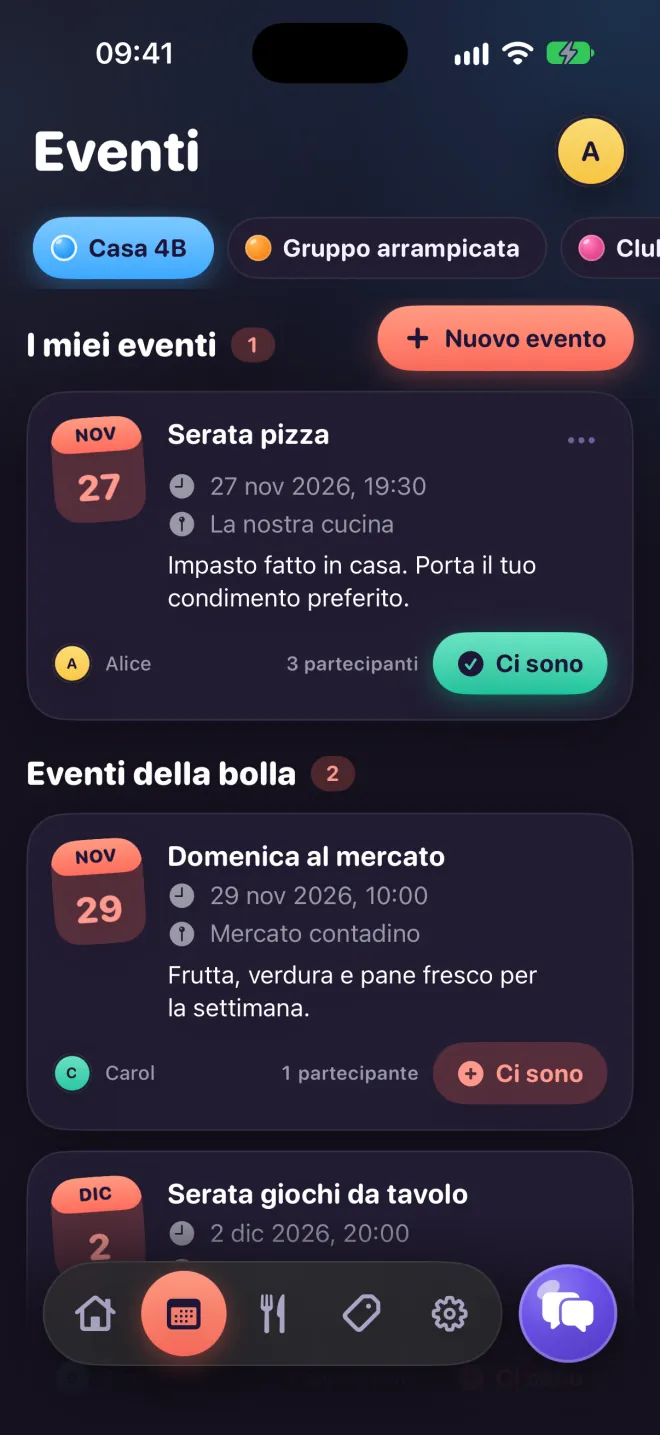 09:41
Eventi
A
Casa 4B
Gruppo arrampicata
I miei eventi 1
+ Nuovo evento
NOV
27
Serata pizza
27 nov 2026, 19:30
La nostra cucina
Impasto fatto in casa. Porta il tuo
condimento preferito.
A Alice
3 partecipanti
Ci sono
Eventi della bolla 2
NOV
29
Domenica al mercato
29 nov 2026, 10:00
Mercato contadino
Frutta, verdura e pane fresco per
la settimana.
C Carol
1 partecipante
Ci sono
DIC
2
Serata giochi da tavolo
2 dic 2026, 20:00